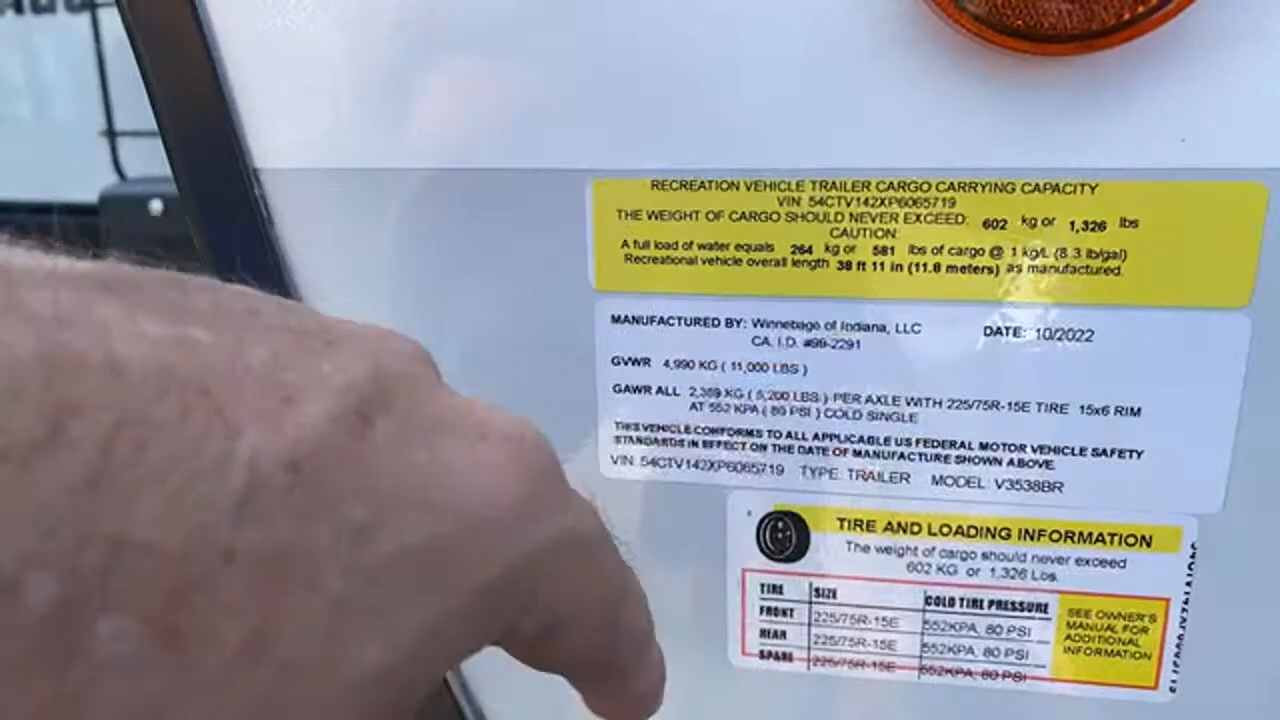 RECREATION VEHICLE TRAILER CARGO CARRYING CAPACITY
VIN: 54CTV142XP6065719
THE WEIGHT OF CARGO SHOULD NEVER EXCEED: 602 kg or 1,326 lbs
CAUTION:
A full load of water equals 264 kg or 581 lbs of cargo @ 1 kg/L (8.3 lb/gal)
Recreational vehicle overall length 38 ft 11 in (11.8 meters) as manufactured.
MANUFACTURED BY: Winnebago of Indiana, LLC DATE: 10/2022
CA. I.D. #99-2291
GVWR 4,990 KG ( 11,000 LBS )
GAWR ALL 2,359 KG ( 5,200 LBS ) PER AXLE WITH 225/75R-15E TIRE 15x6 RIM
AT 552 KPA ( 80 PSI ) COLD SINGLE
THIS VEHICLE CONFORMS TO ALL APPLICABLE US FEDERAL MOTOR VEHICLE SAFETY
STANDARDS IN EFFECT ON THE DATE OF MANUFACTURE SHOWN ABOVE.
VIN: 54CTV142XP6065719 TYPE: TRAILER MODEL: V3538BR
TIRE AND LOADING INFORMATION
The weight of cargo should never exceed
602 KG or 1,326 Lbs.
TIRE SIZE COLD TIRE PRESSURE
FRONT 225/75R-15E 552KPA, 80 PSI
REAR 225/75R-15E 552KPA, 80 PSI
SPARE 225/75R-15E 552KPA, 80 PSI
SEE OWNER'S
MANUAL FOR
ADDITIONAL
INFORMATION